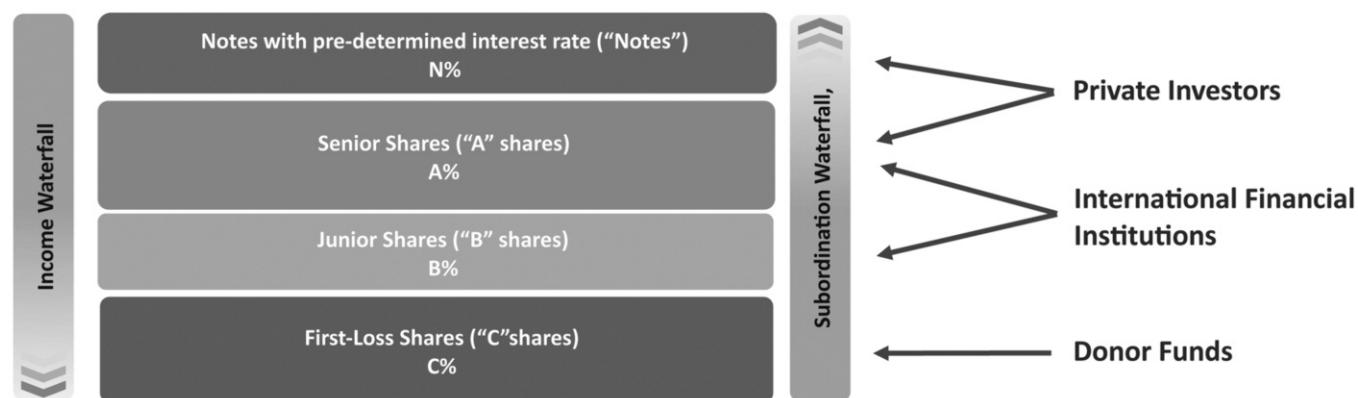 Income Waterfall
Notes with pre-determined interest rate (“Notes”)
N%
Senior Shares (“A” shares)
A%
Junior Shares (“B” shares)
B%
First-Loss Shares (“C”shares)
C%
Subordination Waterfall,
Private Investors
International Financial
Institutions
Donor Funds